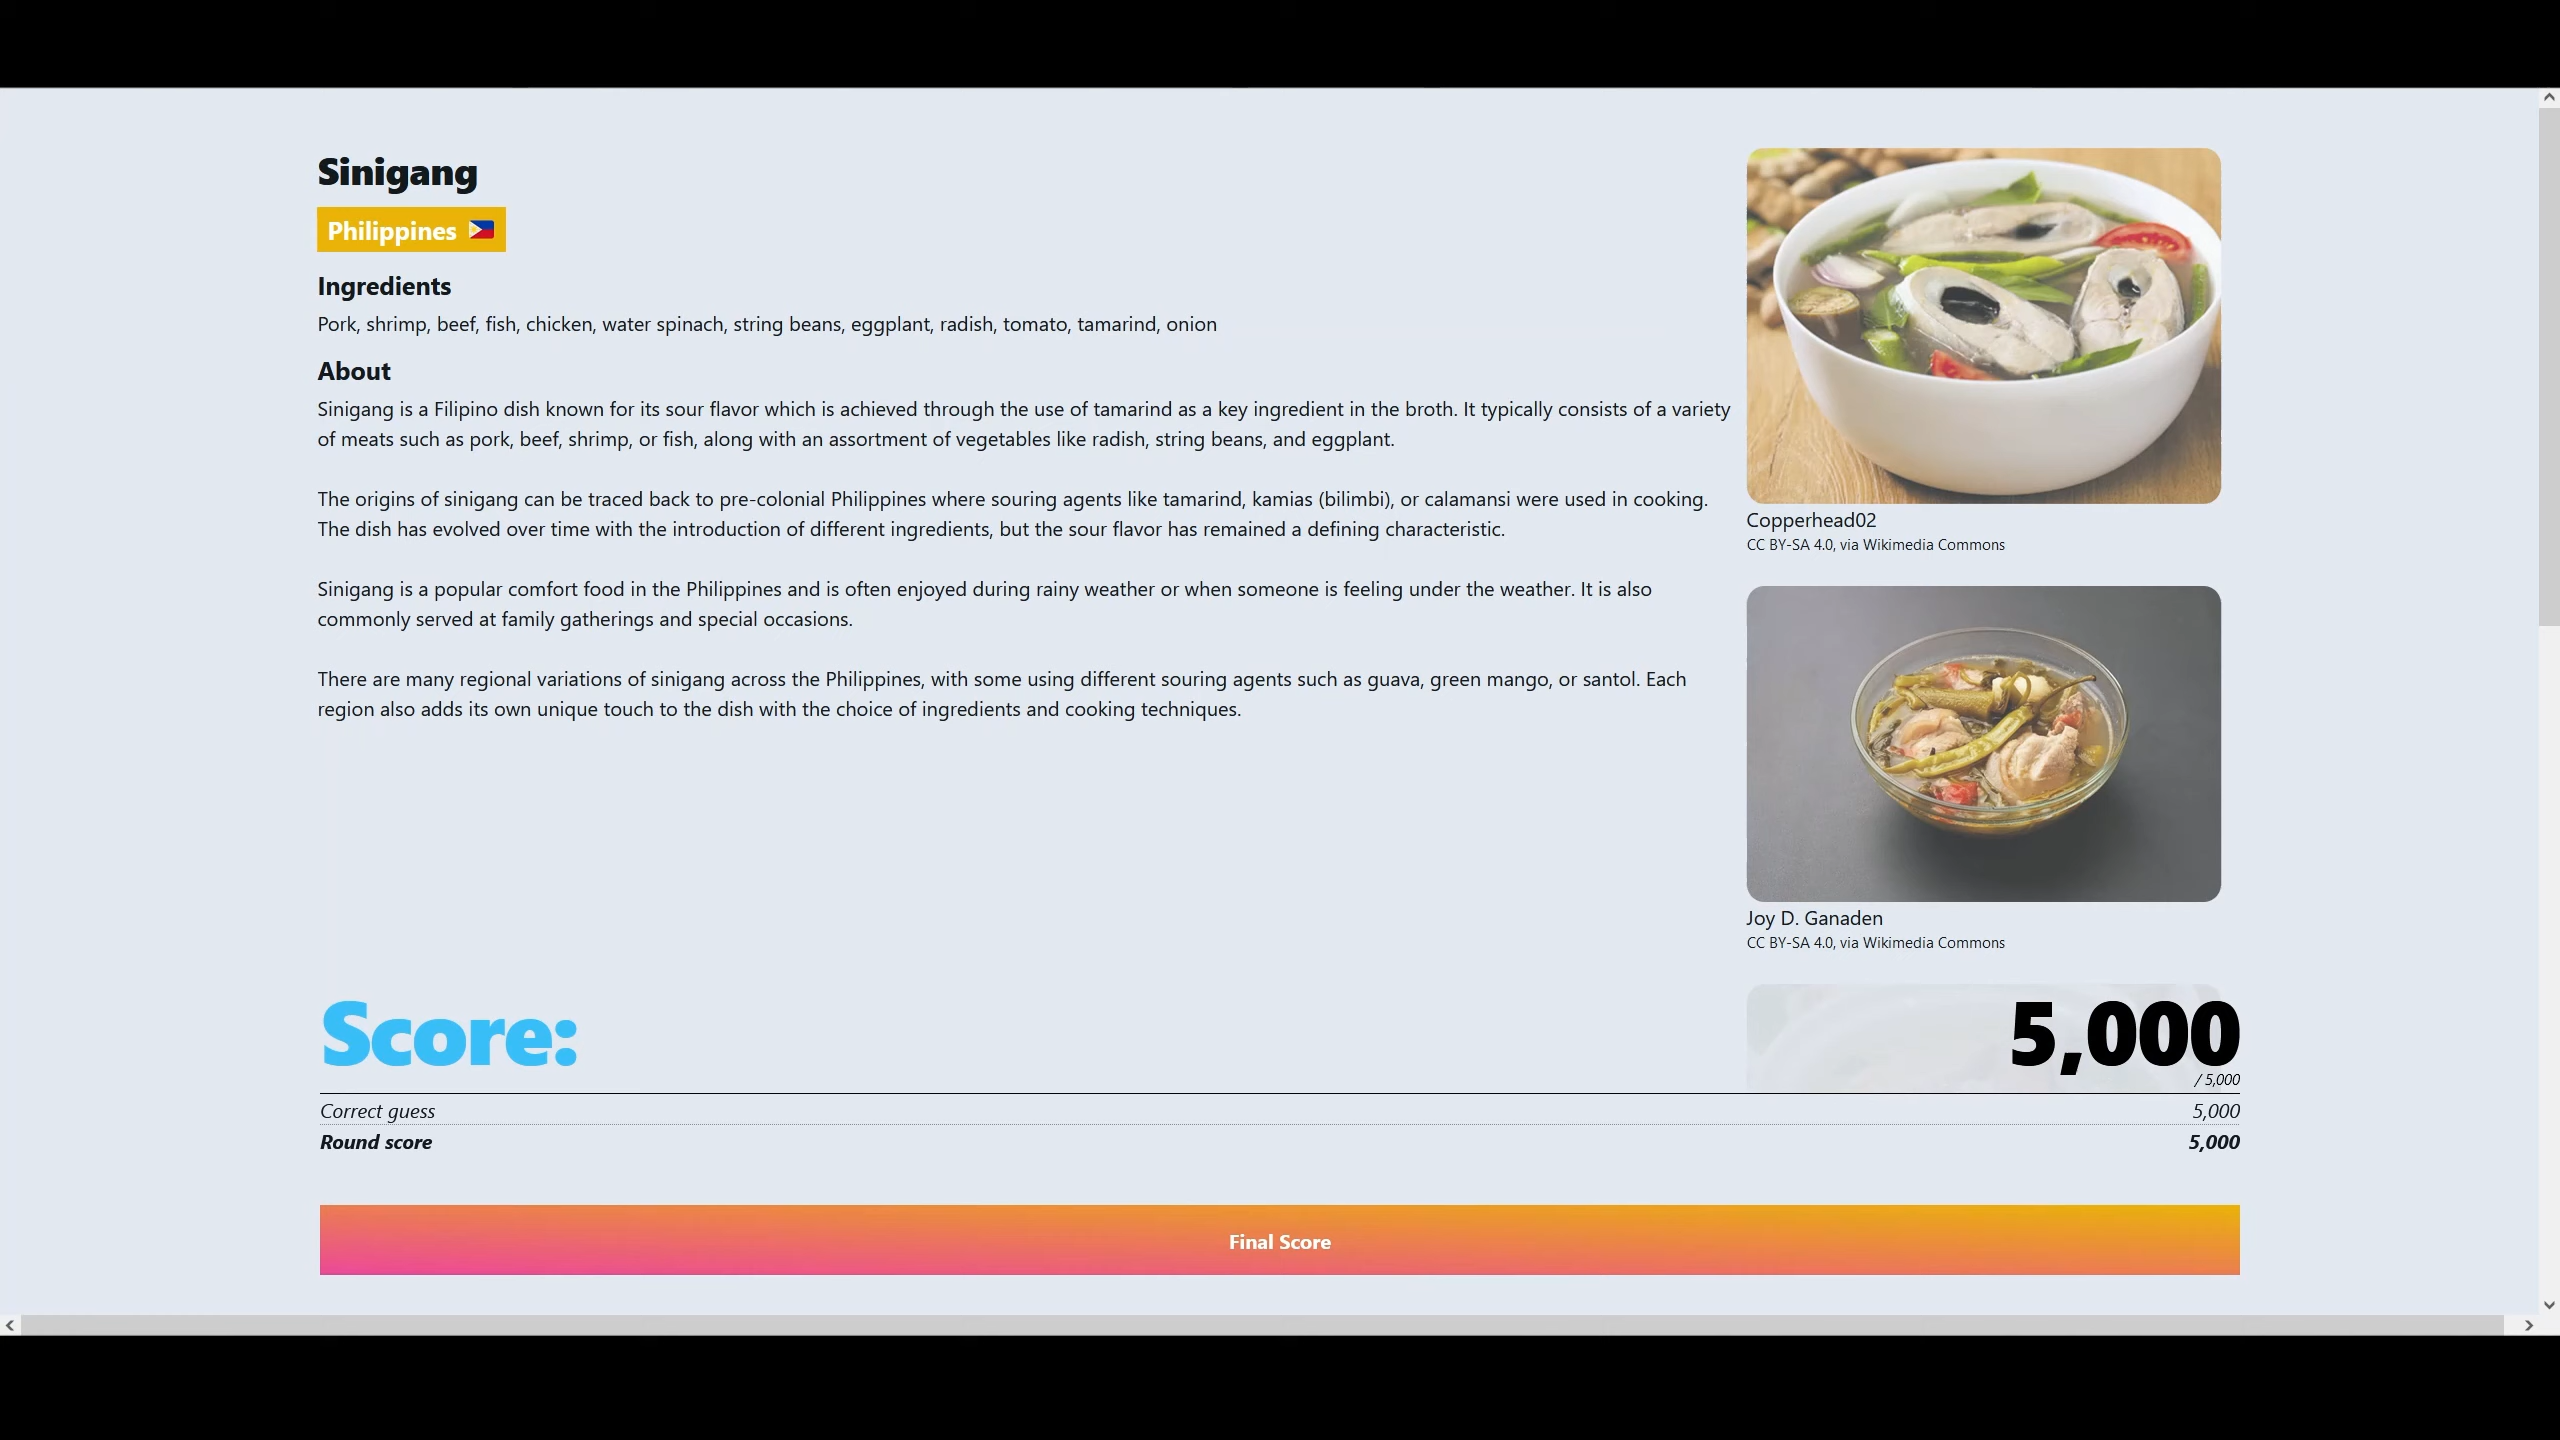 Sinigang
Philippines
Ingredients
Pork, shrimp, beef, fish, chicken, water spinach, string beans, eggplant, radish, tomato, tamarind, onion
About
Sinigang is a Filipino dish known for its sour flavor which is achieved through the use of tamarind as a key ingredient in the broth. It typically consists of a variety
of meats such as pork, beef, shrimp, or fish, along with an assortment of vegetables like radish, string beans, and eggplant.
The origins of sinigang can be traced back to pre-colonial Philippines where souring agents like tamarind, kamias (bilimbi), or calamansi were used in cooking.
The dish has evolved over time with the introduction of different ingredients, but the sour flavor has remained a defining characteristic.
Sinigang is a popular comfort food in the Philippines and is often enjoyed during rainy weather or when someone is feeling under the weather. It is also
commonly served at family gatherings and special occasions.
There are many regional variations of sinigang across the Philippines, with some using different souring agents such as guava, green mango, or santol. Each
region also adds its own unique touch to the dish with the choice of ingredients and cooking techniques.
Copperhead02
CC BY-SA 4.0, via Wikimedia Commons
Joy D. Ganaden
CC BY-SA 4.0, via Wikimedia Commons
Score: 5,000
/ 5,000
Correct guess 5,000
Round score 5,000
Final Score